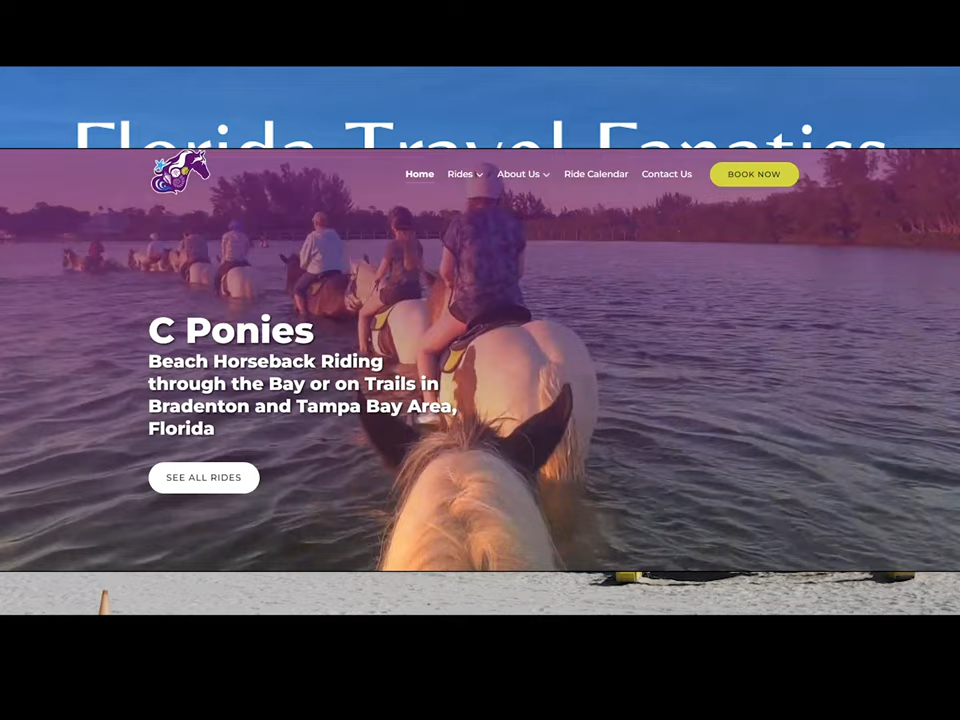 Florida Travel Fanatics
Home Rides About Us Ride Calendar Contact Us BOOK NOW
C Ponies
Beach Horseback Riding
through the Bay or on Trails in
Bradenton and Tampa Bay Area,
Florida
SEE ALL RIDES